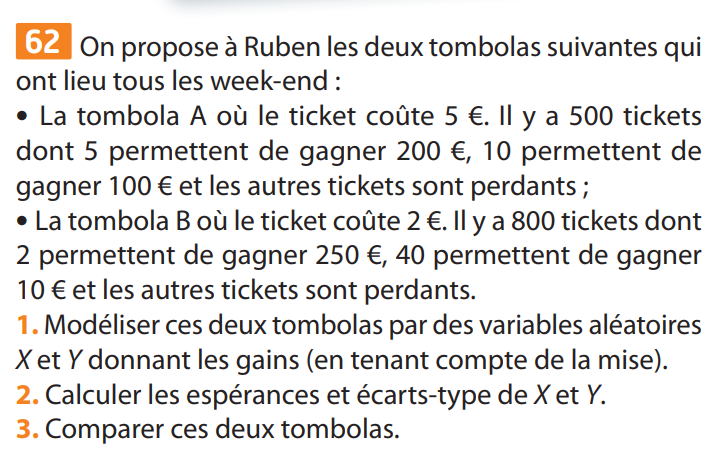 62 On propose à Ruben les deux tombolas suivantes qui
ont lieu tous les week-end :
• La tombola A où le ticket coûte 5 €. Il y a 500 tickets
dont 5 permettent de gagner 200 €, 10 permettent de
gagner 100 € et les autres tickets sont perdants ;
• La tombola B où le ticket coûte 2 €. Il y a 800 tickets dont
2 permettent de gagner 250 €, 40 permettent de gagner
10 € et les autres tickets sont perdants.
1. Modéliser ces deux tombolas par des variables aléatoires
X et Y donnant les gains (en tenant compte de la mise).
2. Calculer les espérances et écarts-type de X et Y.
3. Comparer ces deux tombolas.